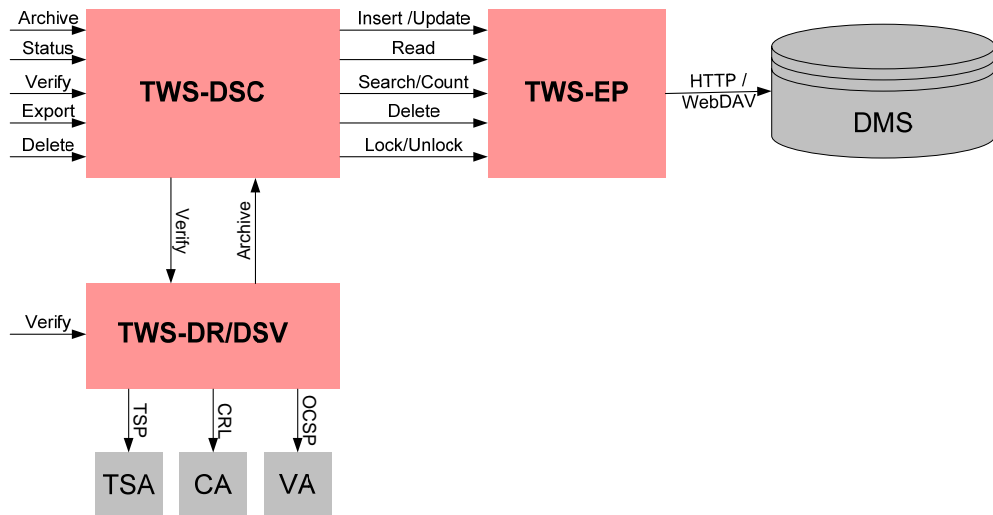 Archive
Status
Verify
Export
Delete
TWS-DSC
Insert /Update
Read
Search/Count
Delete
Lock/Unlock
TWS-EP
HTTP /
WebDAV
DMS
Verify
Archive
Verify
TWS-DR/DSV
TSP
CRL
OCSP
TSA
CA
VA